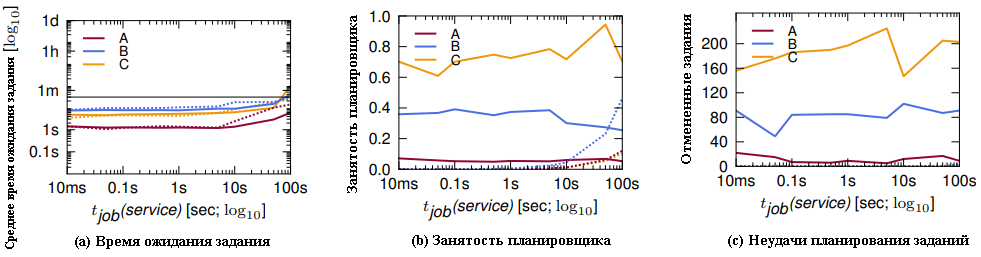 Среднее время ожидания задания [log10]
1d
1h
1m
1s
0.1s
A
B
C
10ms 0.1s 1s 10s 100s
tjob(service) [sec; log10]
(a) Время ожидания задания
Занятость планировщика
1.0
0.8
0.6
0.4
0.2
0.0
A
B
C
10ms 0.1s 1s 10s 100s
tjob(service) [sec; log10]
(b) Занятость планировщика
Отмененные задания
200
160
120
80
40
0
A
B
C
10ms 0.1s 1s 10s 100s
tjob(service) [sec; log10]
(c) Неудачи планирования заданий